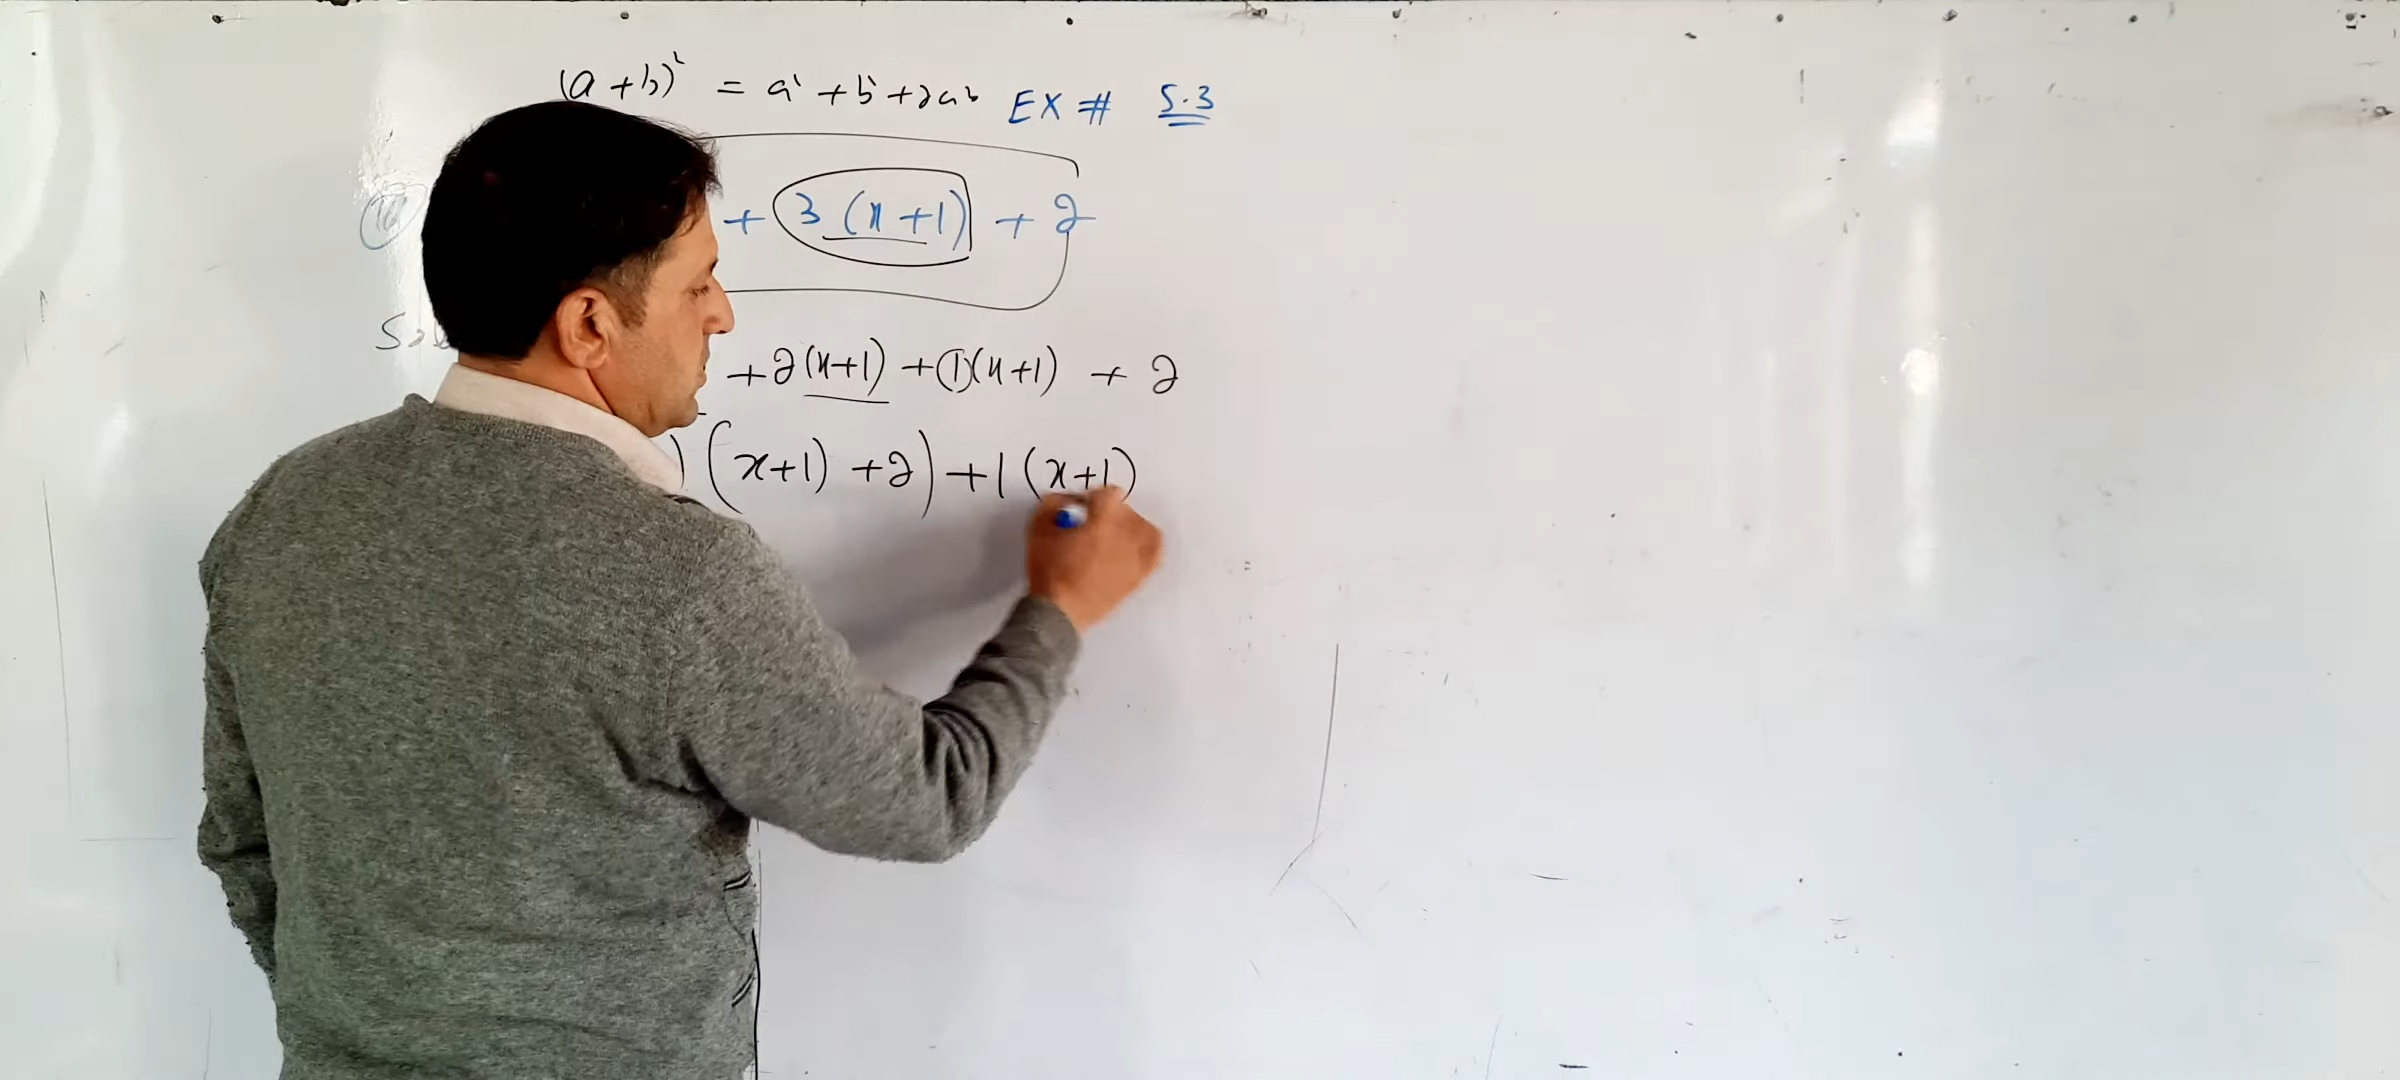 (a+b)² = a²+b²+2ab EX # 5.3
+ 3 (x+1) + 2
+2(x+1) +1(x+1) + 2
) ((x+1) +2) +1 (x+1)